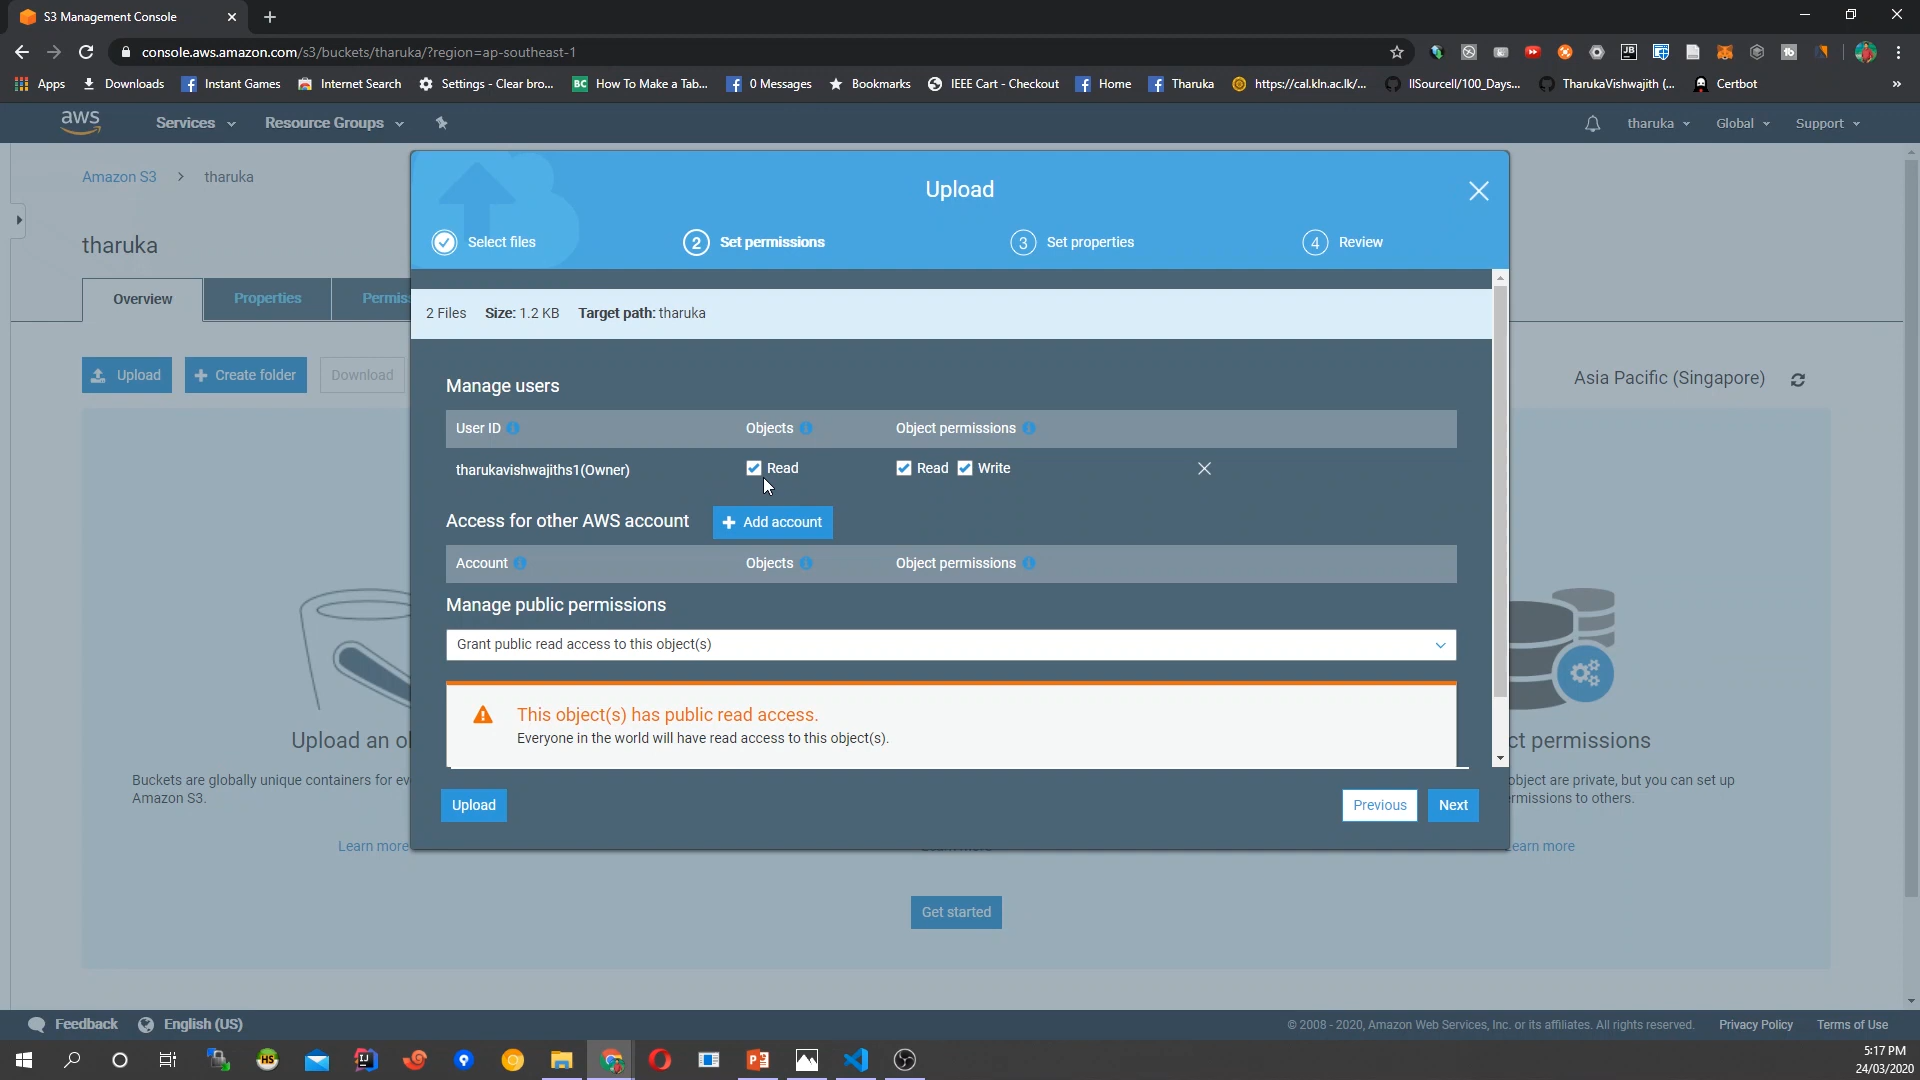 S3 Management Console
console.aws.amazon.com/s3/buckets/tharuka/?region=ap-southeast-1
Apps Downloads Instant Games Internet Search Settings - Clear bro... BC How To Make a Tab... 0 Messages Bookmarks IEEE Cart - Checkout Home Tharuka https://cal.kln.ac.lk/... llSourcell/100_Days... TharukaVishwajith (... Certbot »
aws Services Resource Groups tharuka Global Support
Amazon S3 > tharuka
tharuka
Overview Properties Permiss
Upload Create folder Download
Asia Pacific (Singapore)
Upload
Select files 2 Set permissions 3 Set properties 4 Review
2 Files Size: 1.2 KB Target path: tharuka
Manage users
User ID Objects Object permissions
tharukavishwajiths1(Owner) Read Read Write
Access for other AWS account + Add account
Account Objects Object permissions
Manage public permissions
Grant public read access to this object(s)
This object(s) has public read access.
Everyone in the world will have read access to this object(s).
Upload Previous Next
Upload an ob
Buckets are globally unique containers for ev
Amazon S3.
Learn more
ct permissions
object are private, but you can set up
rmissions to others.
earn more
Get started
Feedback English (US) © 2008 - 2020, Amazon Web Services, Inc. or its affiliates. All rights reserved. Privacy Policy Terms of Use
5:17 PM
24/03/2020